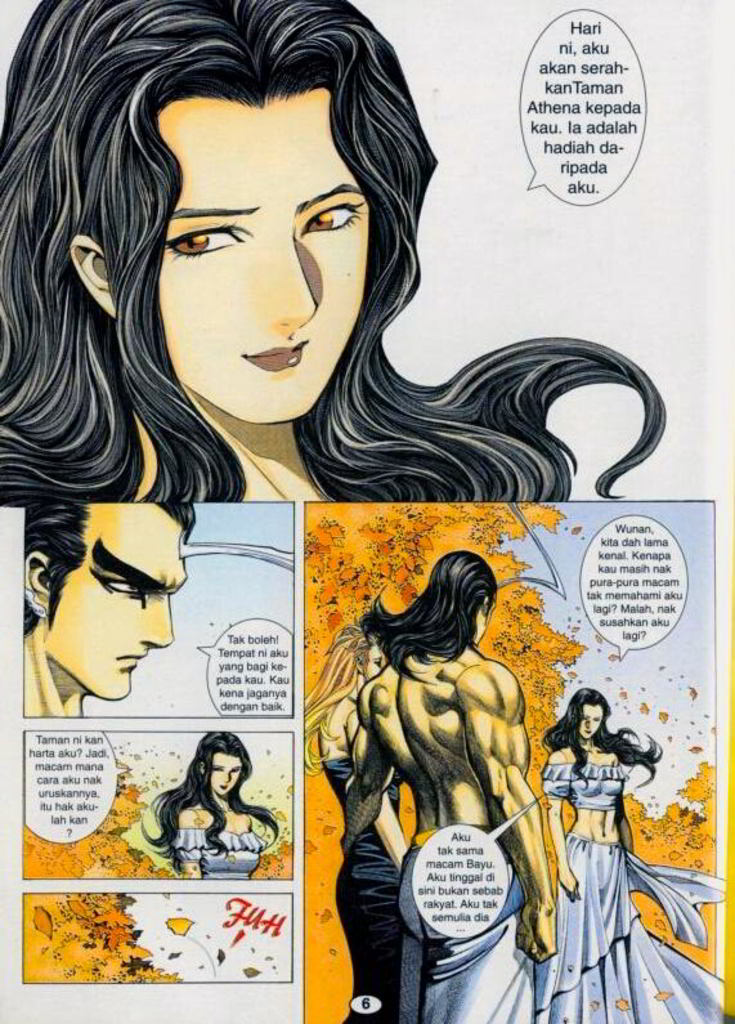 Hari
ni, aku
akan serah-
kanTaman
Athena kepada
kau. Ia adalah
hadiah da-
ripada
aku.
Tak boleh!
Tempat ni aku
yang bagi ke-
pada kau. Kau
kena jaganya
dengan baik.
Taman ni kan
harta aku? Jadi,
macam mana
cara aku nak
uruskannya,
itu hak aku-
lah kan
?
FUH
!
Wunan,
kita dah lama
kenal. Kenapa
kau masih nak
pura-pura macam
tak memahami aku
lagi? Malah, nak
susahkan aku
lagi?
Aku
tak sama
macam Bayu.
Aku tinggal di
sini bukan sebab
rakyat. Aku tak
semulia dia
...
6